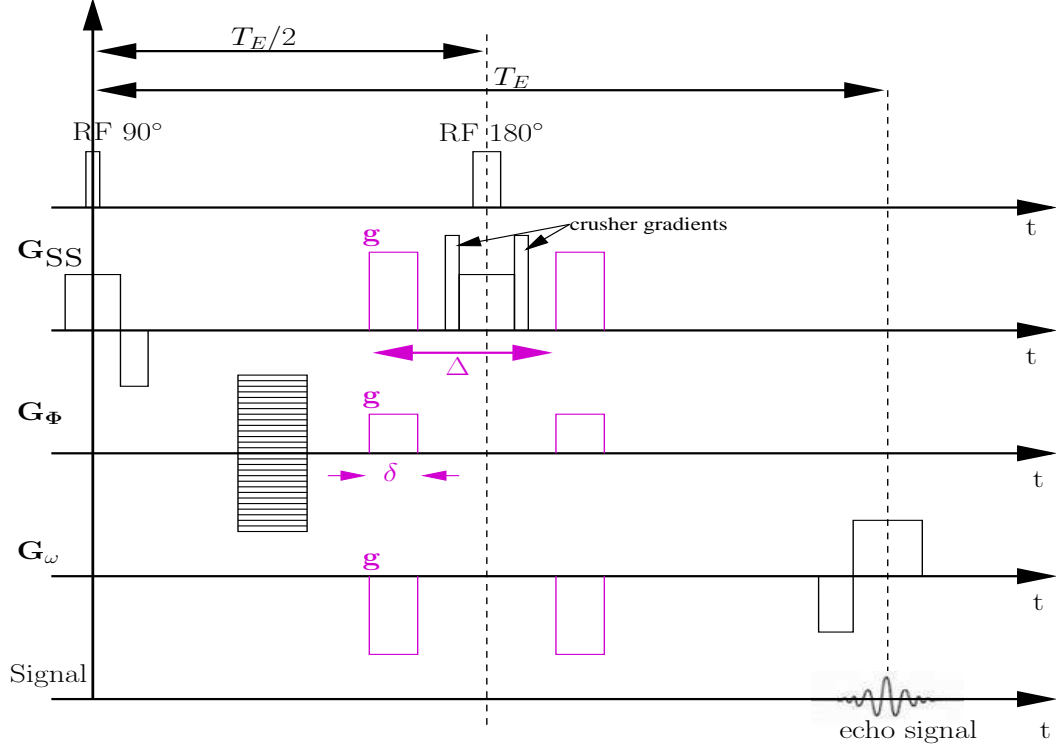 T_E/2
T_E
RF 90°
RF 180°
t
crusher gradients
g
G_SS
t
Δ
g
G_Φ
δ
t
g
G_ω
t
Signal
echo signal
t